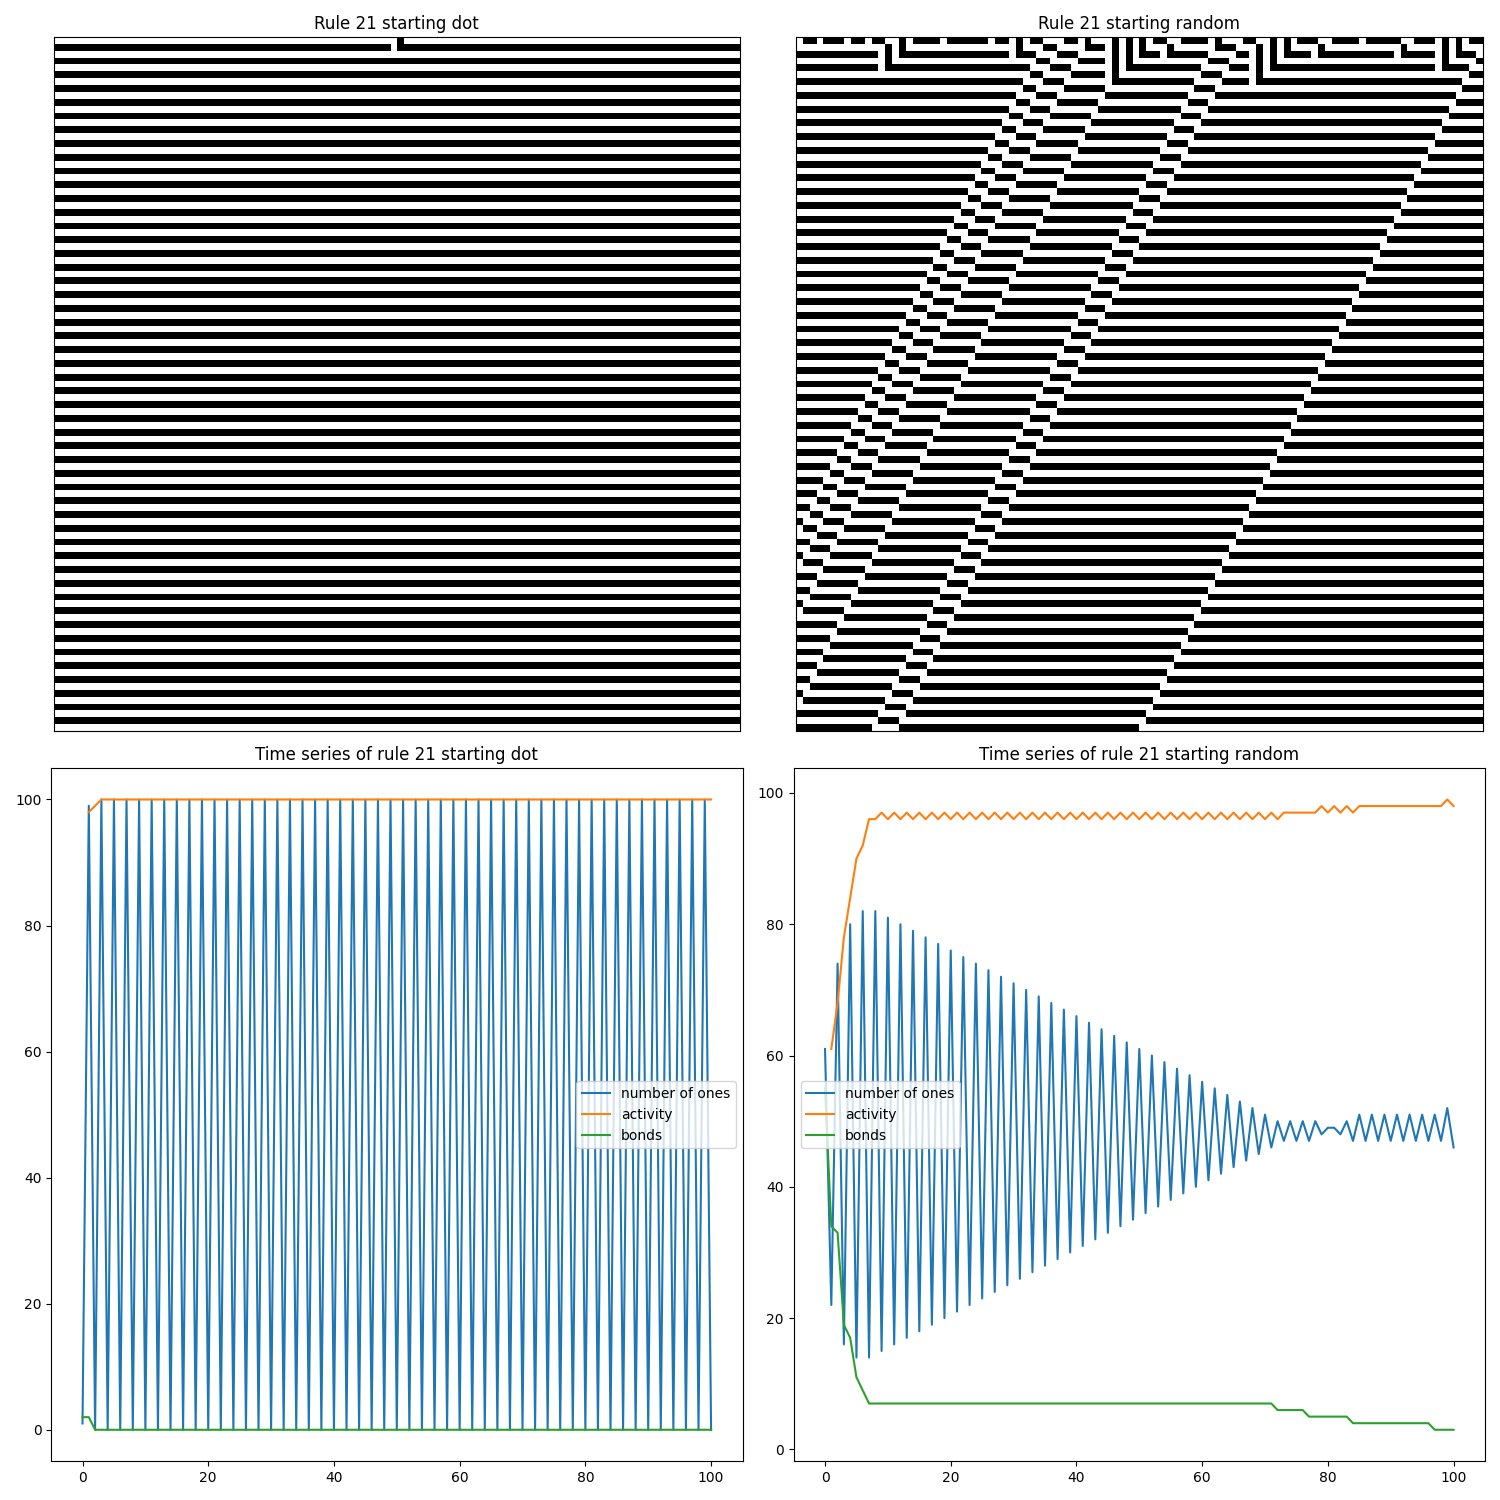 Rule 21 starting dot
Rule 21 starting random
Time series of rule 21 starting dot
100
80
60
40
20
0
number of ones
activity
bonds
0 20 40 60 80 100
Time series of rule 21 starting random
100
80
60
40
20
0
number of ones
activity
bonds
0 20 40 60 80 100